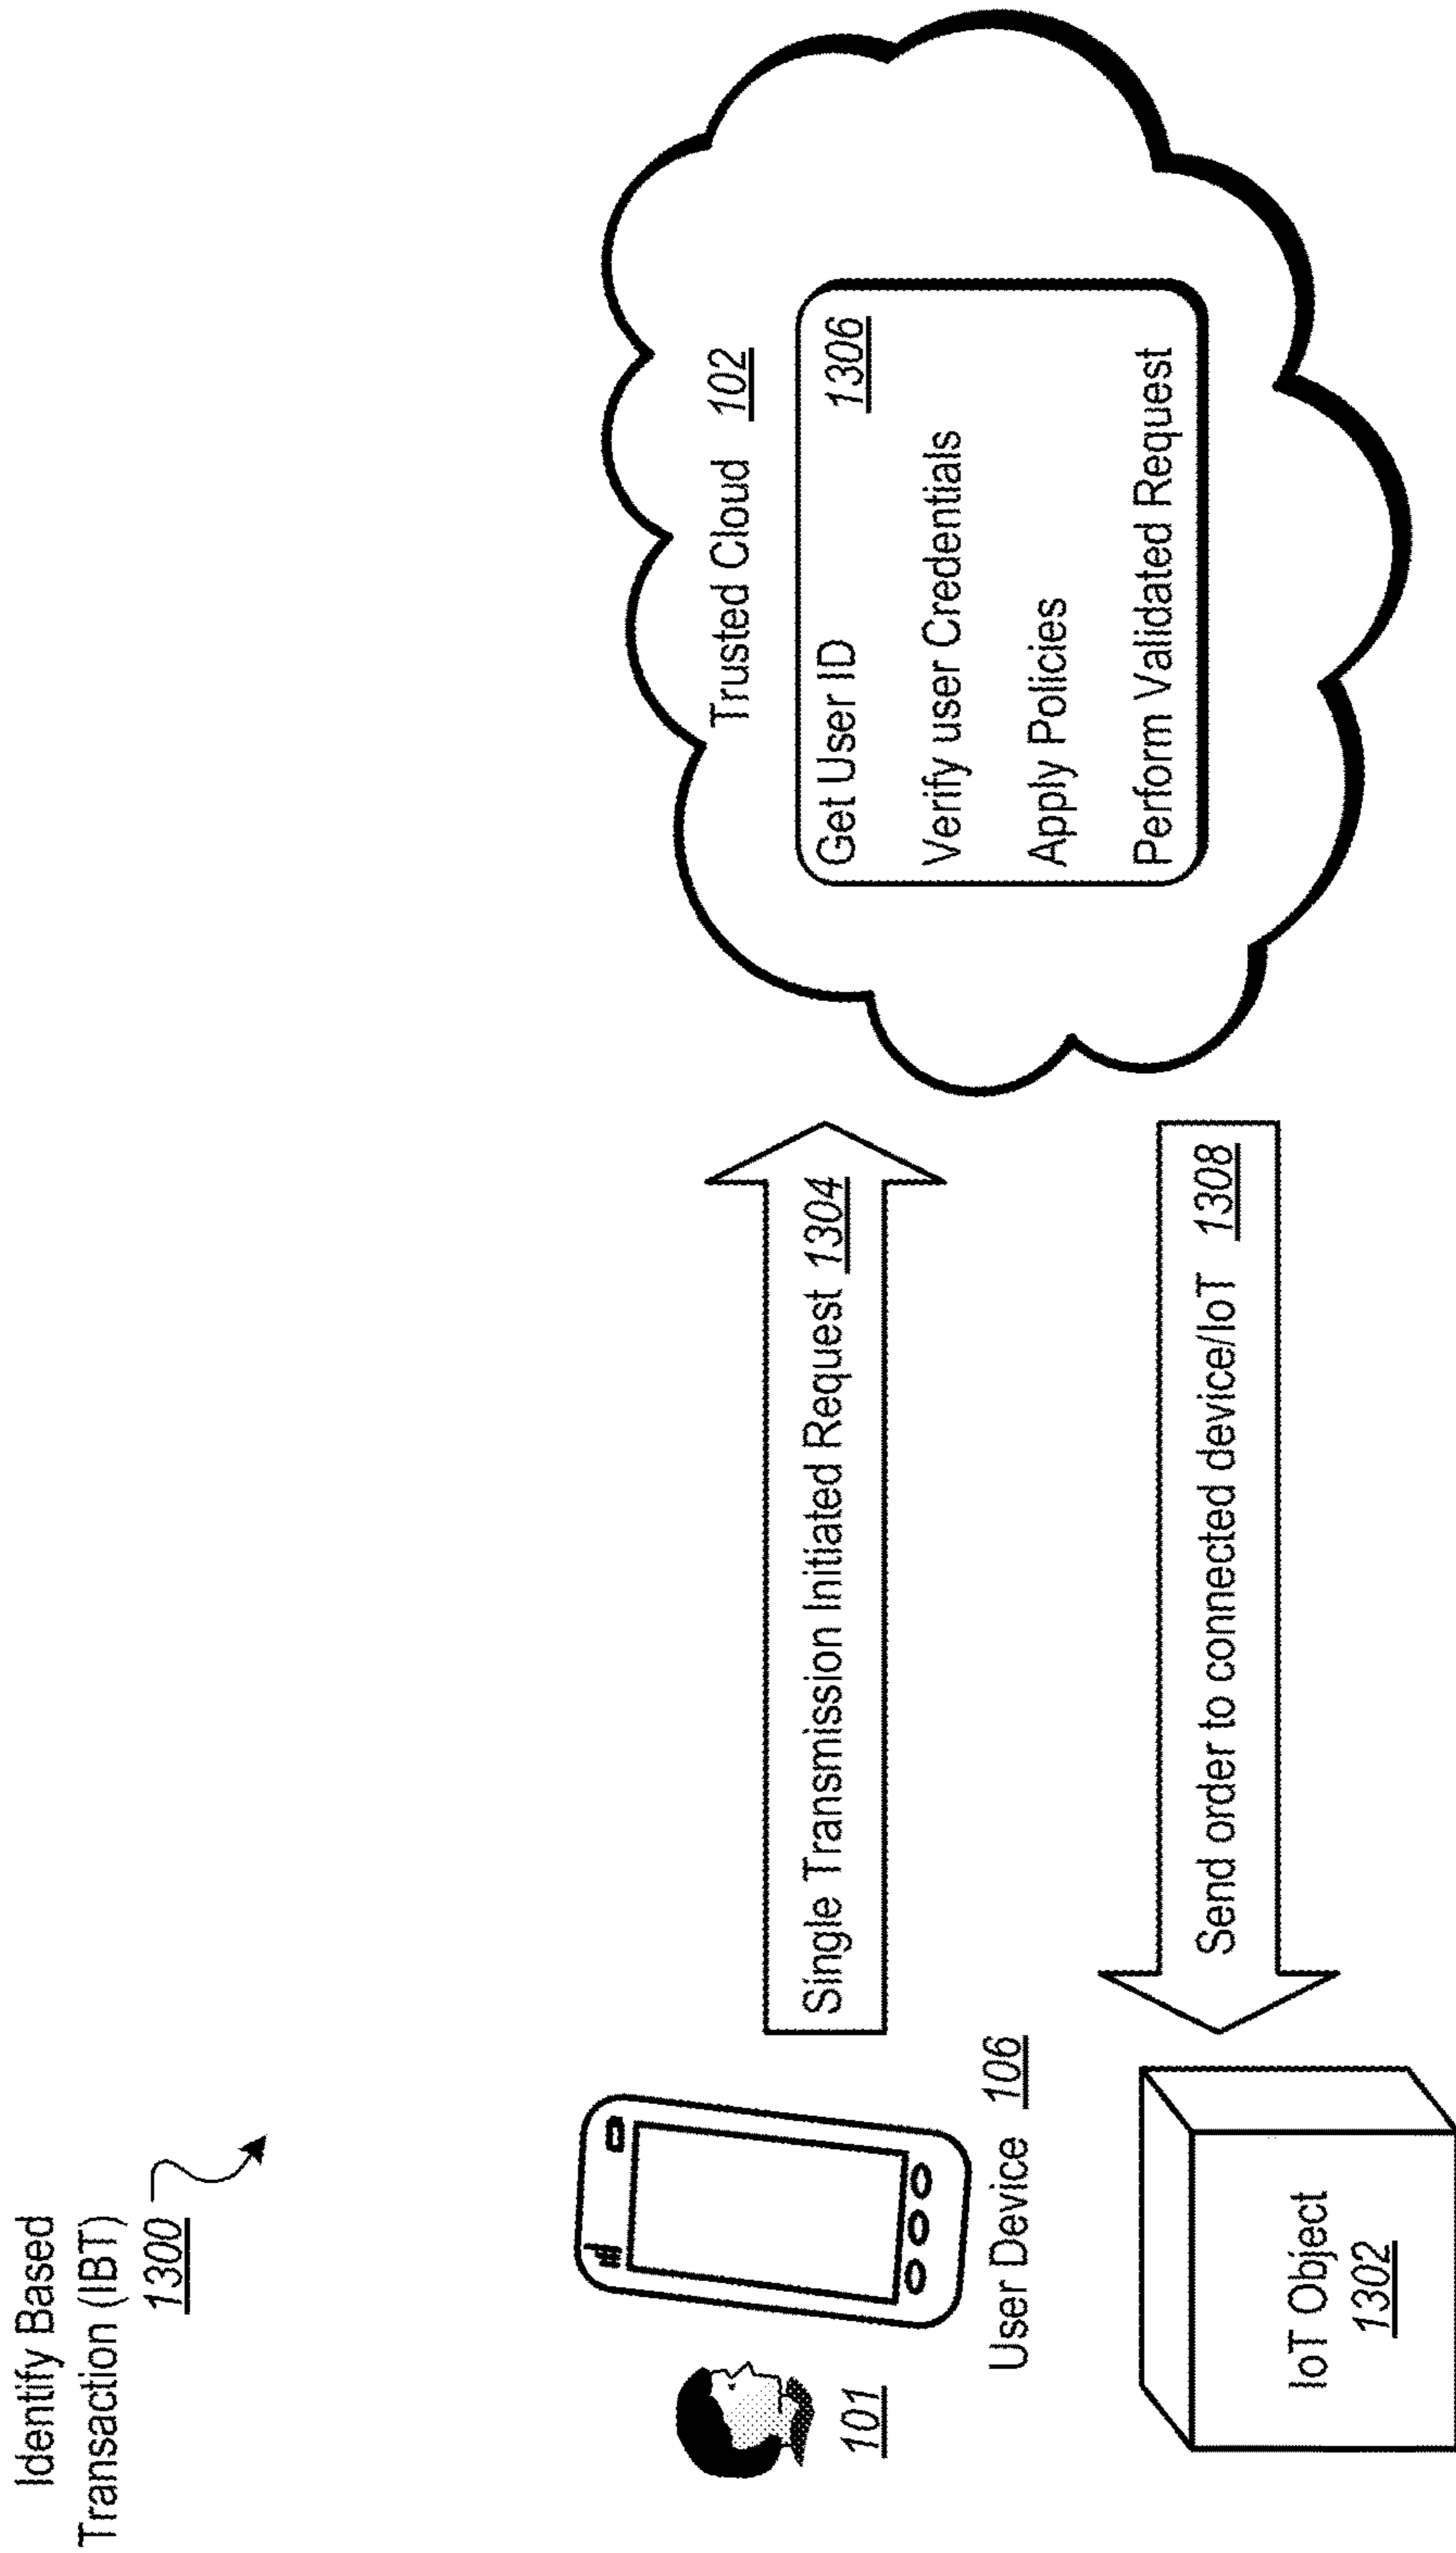 Identify Based
Transaction (IBT)
1300
101
User Device 106
Single Transmission Initiated Request 1304
Trusted Cloud 102
Get User ID 1306
Verify user Credentials
Apply Policies
Perform Validated Request
Send order to connected device/IoT 1308
IoT Object
1302